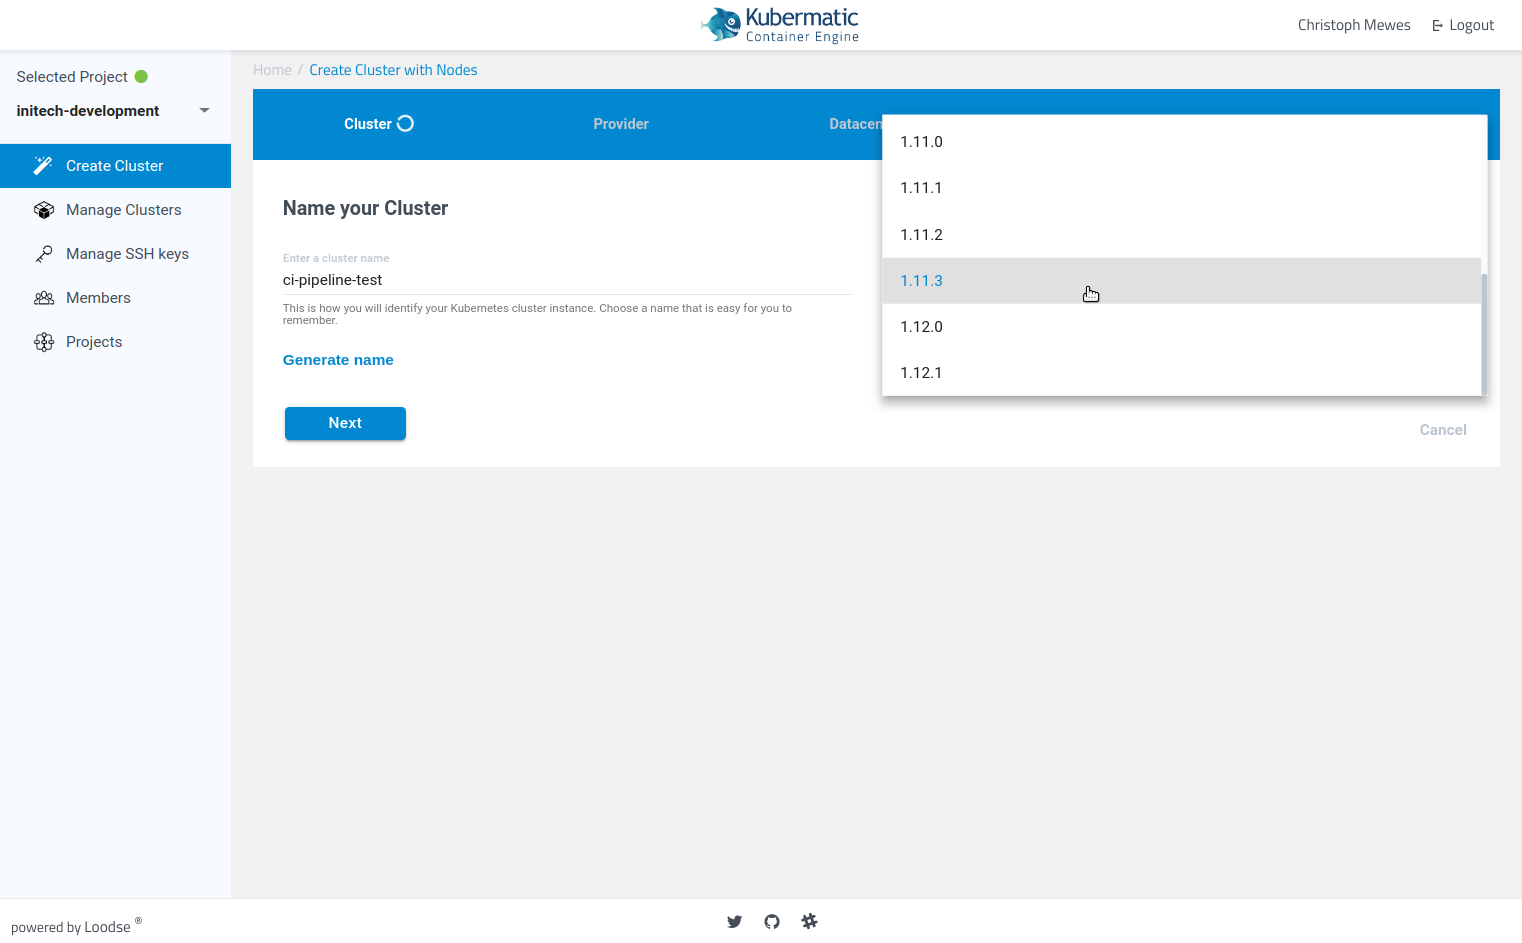 Kubermatic
Container Engine
Christoph Mewes
Logout
Selected Project
initech-development
Create Cluster
Manage Clusters
Manage SSH keys
Members
Projects
Home / Create Cluster with Nodes
Cluster
Provider
Datacen
Name your Cluster
Enter a cluster name
ci-pipeline-test
This is how you will identify your Kubernetes cluster instance. Choose a name that is easy for you to
remember.
Generate name
Next
1.11.0
1.11.1
1.11.2
1.11.3
1.12.0
1.12.1
Cancel
powered by Loodse ®